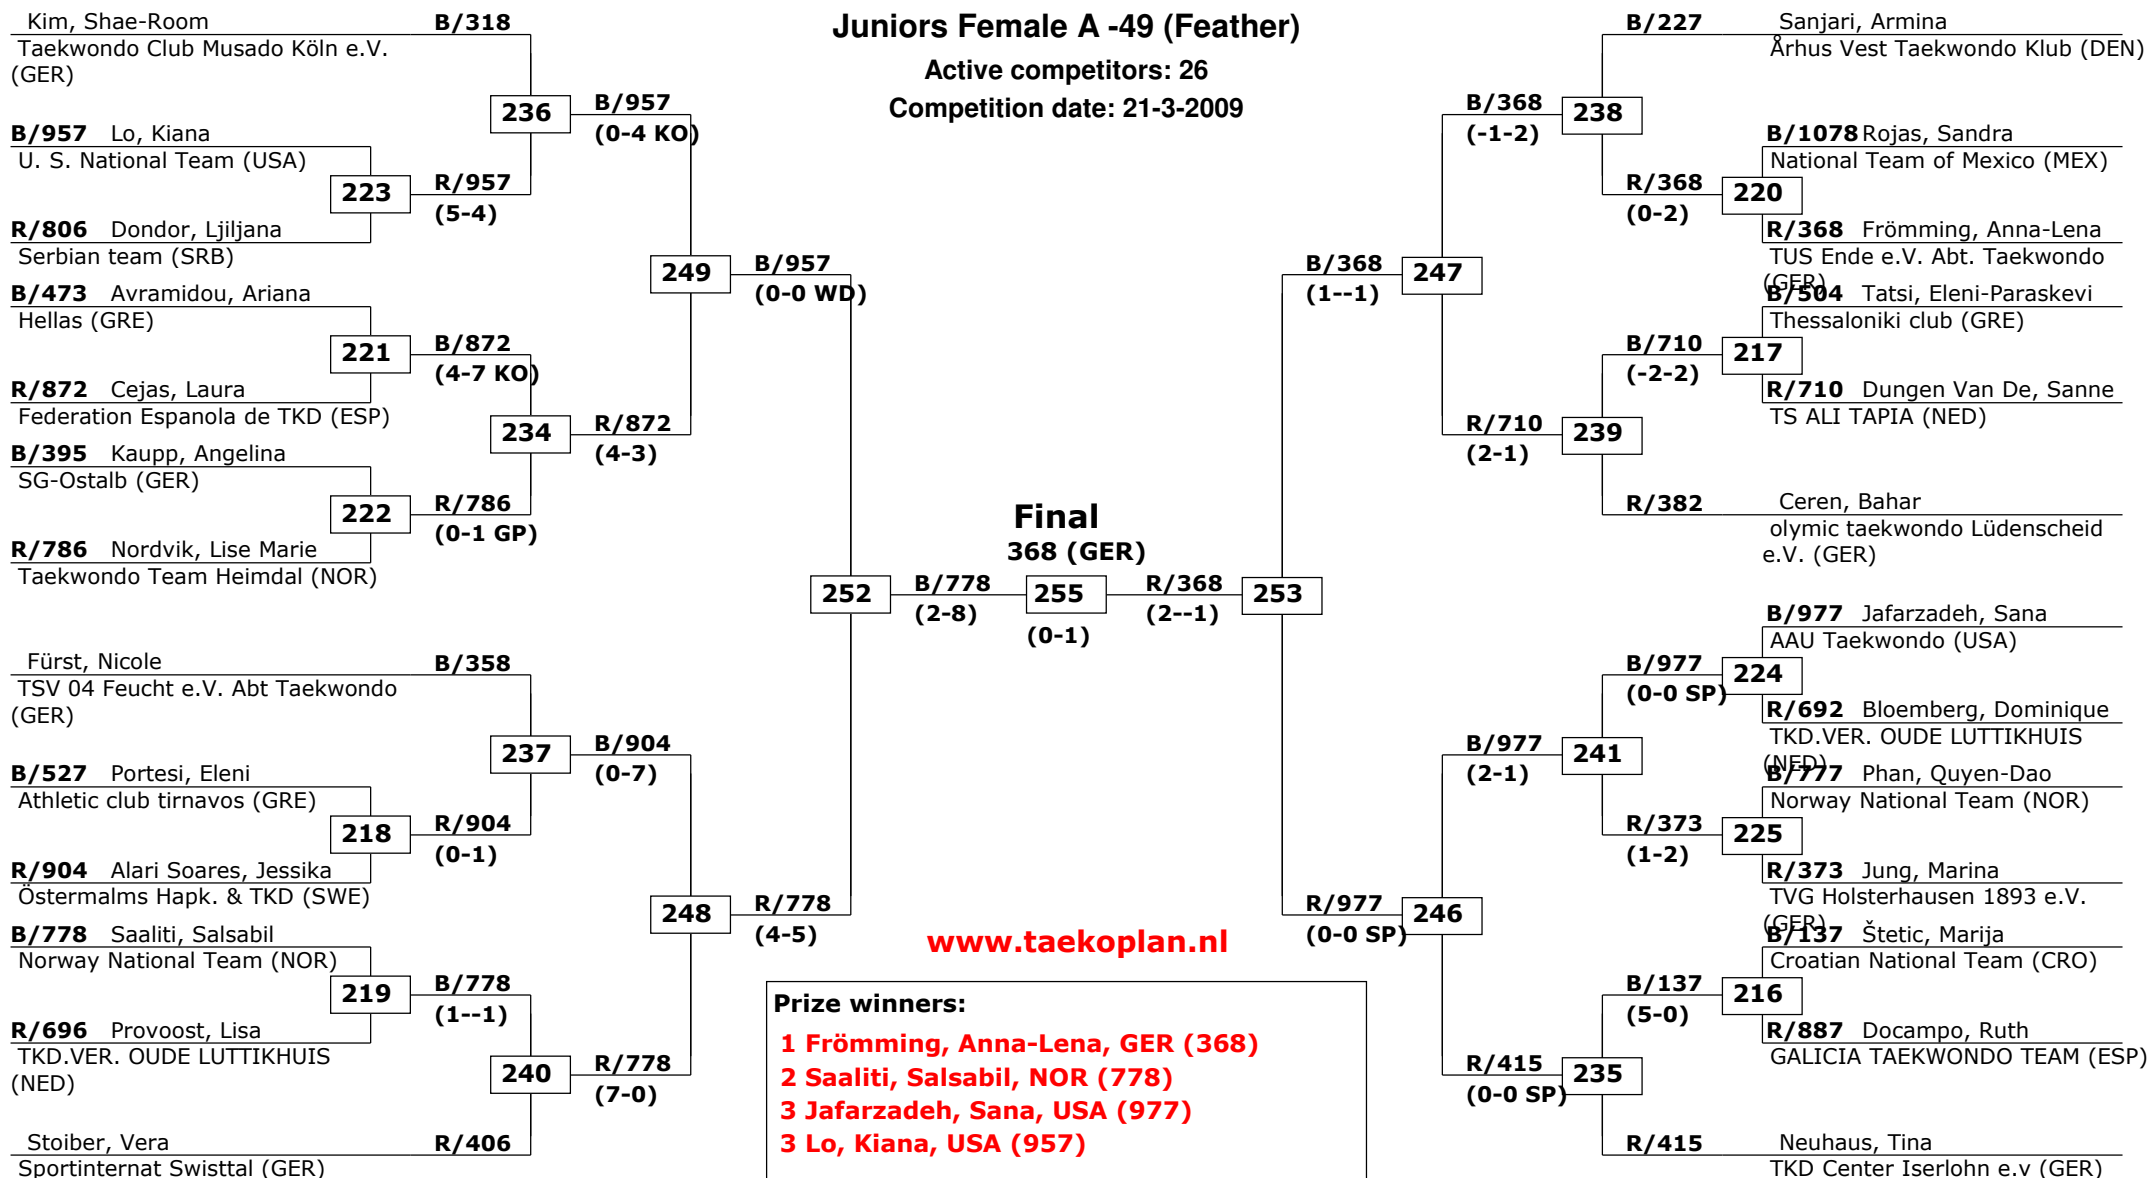 Juniors Female A -49 (Feather)
Active competitors: 26
Competition date: 21-3-2009
Kim, Shae-Room
B/318
Taekwondo Club Musado Köln e.V.
(GER)
236
B/957
(0-4 KO)
B/957 Lo, Kiana
U. S. National Team (USA)
223
R/957
(5-4)
R/806 Dondor, Ljiljana
Serbian team (SRB)
249
B/957
(0-0 WD)
B/473 Avramidou, Ariana
Hellas (GRE)
221
B/872
(4-7 KO)
R/872 Cejas, Laura
Federation Espanola de TKD (ESP)
234
R/872
(4-3)
B/395 Kaupp, Angelina
SG-Ostalb (GER)
222
R/786
(0-1 GP)
R/786 Nordvik, Lise Marie
Taekwondo Team Heimdal (NOR)
252
B/778
(2-8)
Fürst, Nicole
B/358
TSV 04 Feucht e.V. Abt Taekwondo
(GER)
237
B/904
(0-7)
B/527 Portesi, Eleni
Athletic club tirnavos (GRE)
218
R/904
(0-1)
R/904 Alari Soares, Jessika
Östermalms Hapk. & TKD (SWE)
248
R/778
(4-5)
B/778 Saaliti, Salsabil
Norway National Team (NOR)
219
B/778
(1--1)
R/696 Provoost, Lisa
TKD.VER. OUDE LUTTIKHUIS
(NED)
240
R/778
(7-0)
Stoiber, Vera
R/406
Sportinternat Swisttal (GER)
Final
368 (GER)
255
(0-1)
R/368
(2--1)
253
B/227
Sanjari, Armina
Århus Vest Taekwondo Klub (DEN)
B/368
(-1-2)
238
B/1078 Rojas, Sandra
National Team of Mexico (MEX)
R/368
(0-2)
220
R/368 Frömming, Anna-Lena
TUS Ende e.V. Abt. Taekwondo
(GER)
B/368
(1--1)
247
B/504 Tatsi, Eleni-Paraskevi
Thessaloniki club (GRE)
B/710
(-2-2)
217
R/710 Dungen Van De, Sanne
TS ALI TAPIA (NED)
R/710
(2-1)
239
R/382
Ceren, Bahar
olymic taekwondo Lüdenscheid
e.V. (GER)
B/977 Jafarzadeh, Sana
AAU Taekwondo (USA)
B/977
(0-0 SP)
224
R/692 Bloemberg, Dominique
TKD.VER. OUDE LUTTIKHUIS
(NED)
B/977
(2-1)
241
B/777 Phan, Quyen-Dao
Norway National Team (NOR)
R/373
(1-2)
225
R/373 Jung, Marina
TVG Holsterhausen 1893 e.V.
(GER)
R/977
(0-0 SP)
246
B/137 Štetic, Marija
Croatian National Team (CRO)
B/137
(5-0)
216
R/887 Docampo, Ruth
GALICIA TAEKWONDO TEAM (ESP)
R/415
(0-0 SP)
235
R/415
Neuhaus, Tina
TKD Center Iserlohn e.v (GER)
www.taekoplan.nl
Prize winners:
1 Frömming, Anna-Lena, GER (368)
2 Saaliti, Salsabil, NOR (778)
3 Jafarzadeh, Sana, USA (977)
3 Lo, Kiana, USA (957)